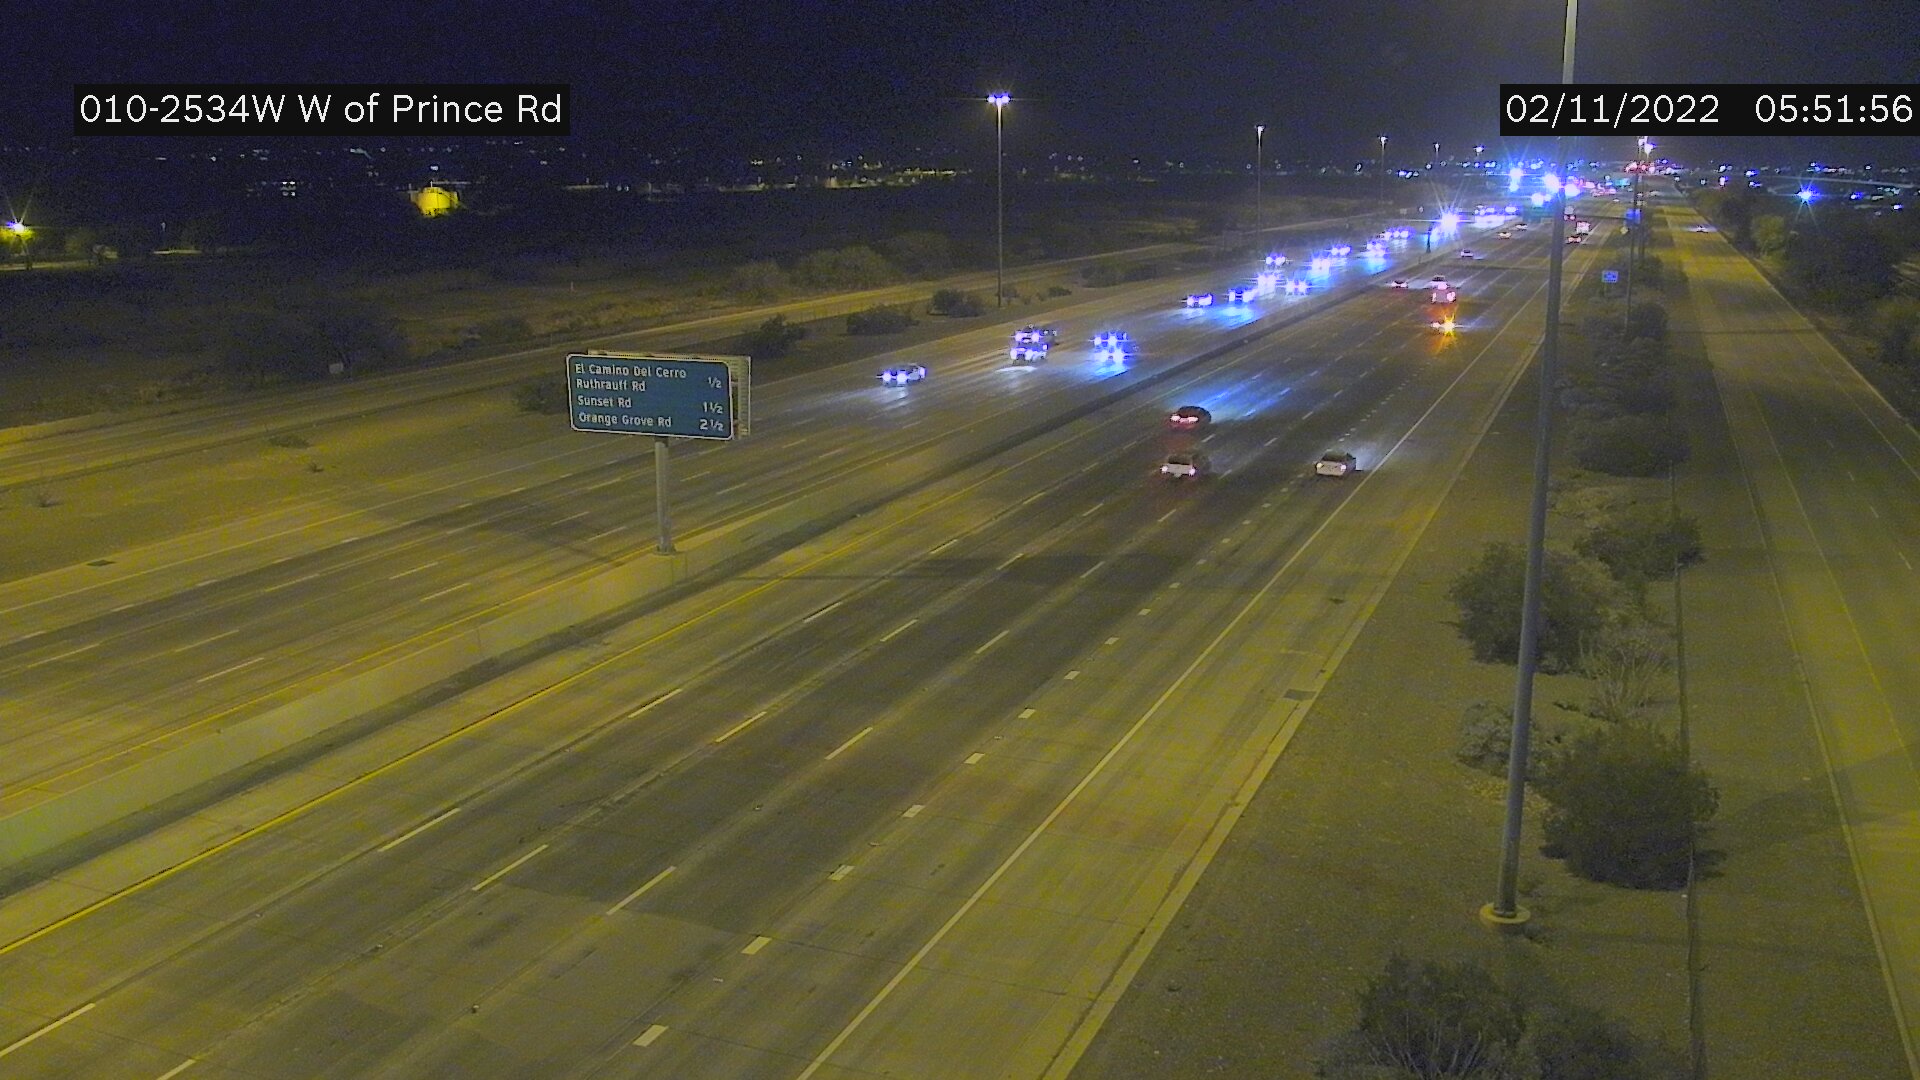 010-2534W W of Prince Rd
02/11/2022 05:51:56
El Camino Del Cerro
Ruthrauff Rd 1/2
Sunset Rd 1 1/2
Orange Grove Rd 2 1/2